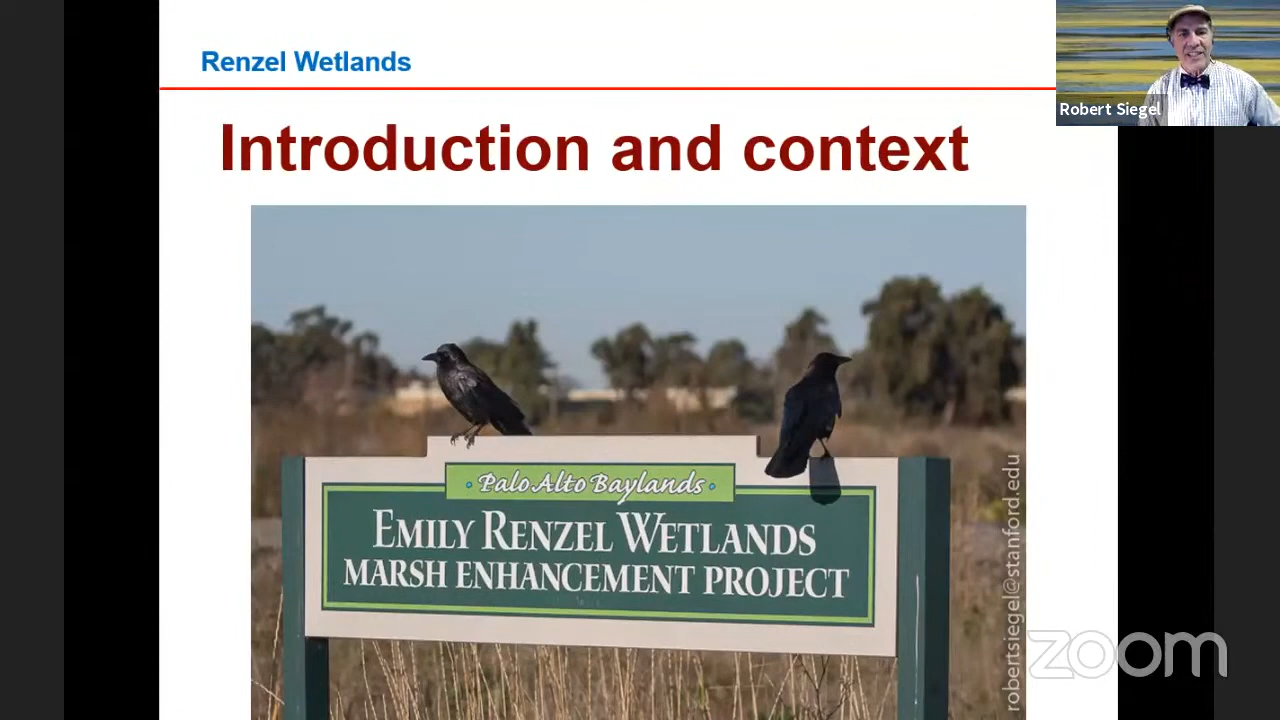 Renzel Wetlands
Robert Siegel
Introduction and context
Palo Alto Baylands
EMILY RENZEL WETLANDS
MARSH ENHANCEMENT PROJECT
robertsiegel@stanford.edu
zoom